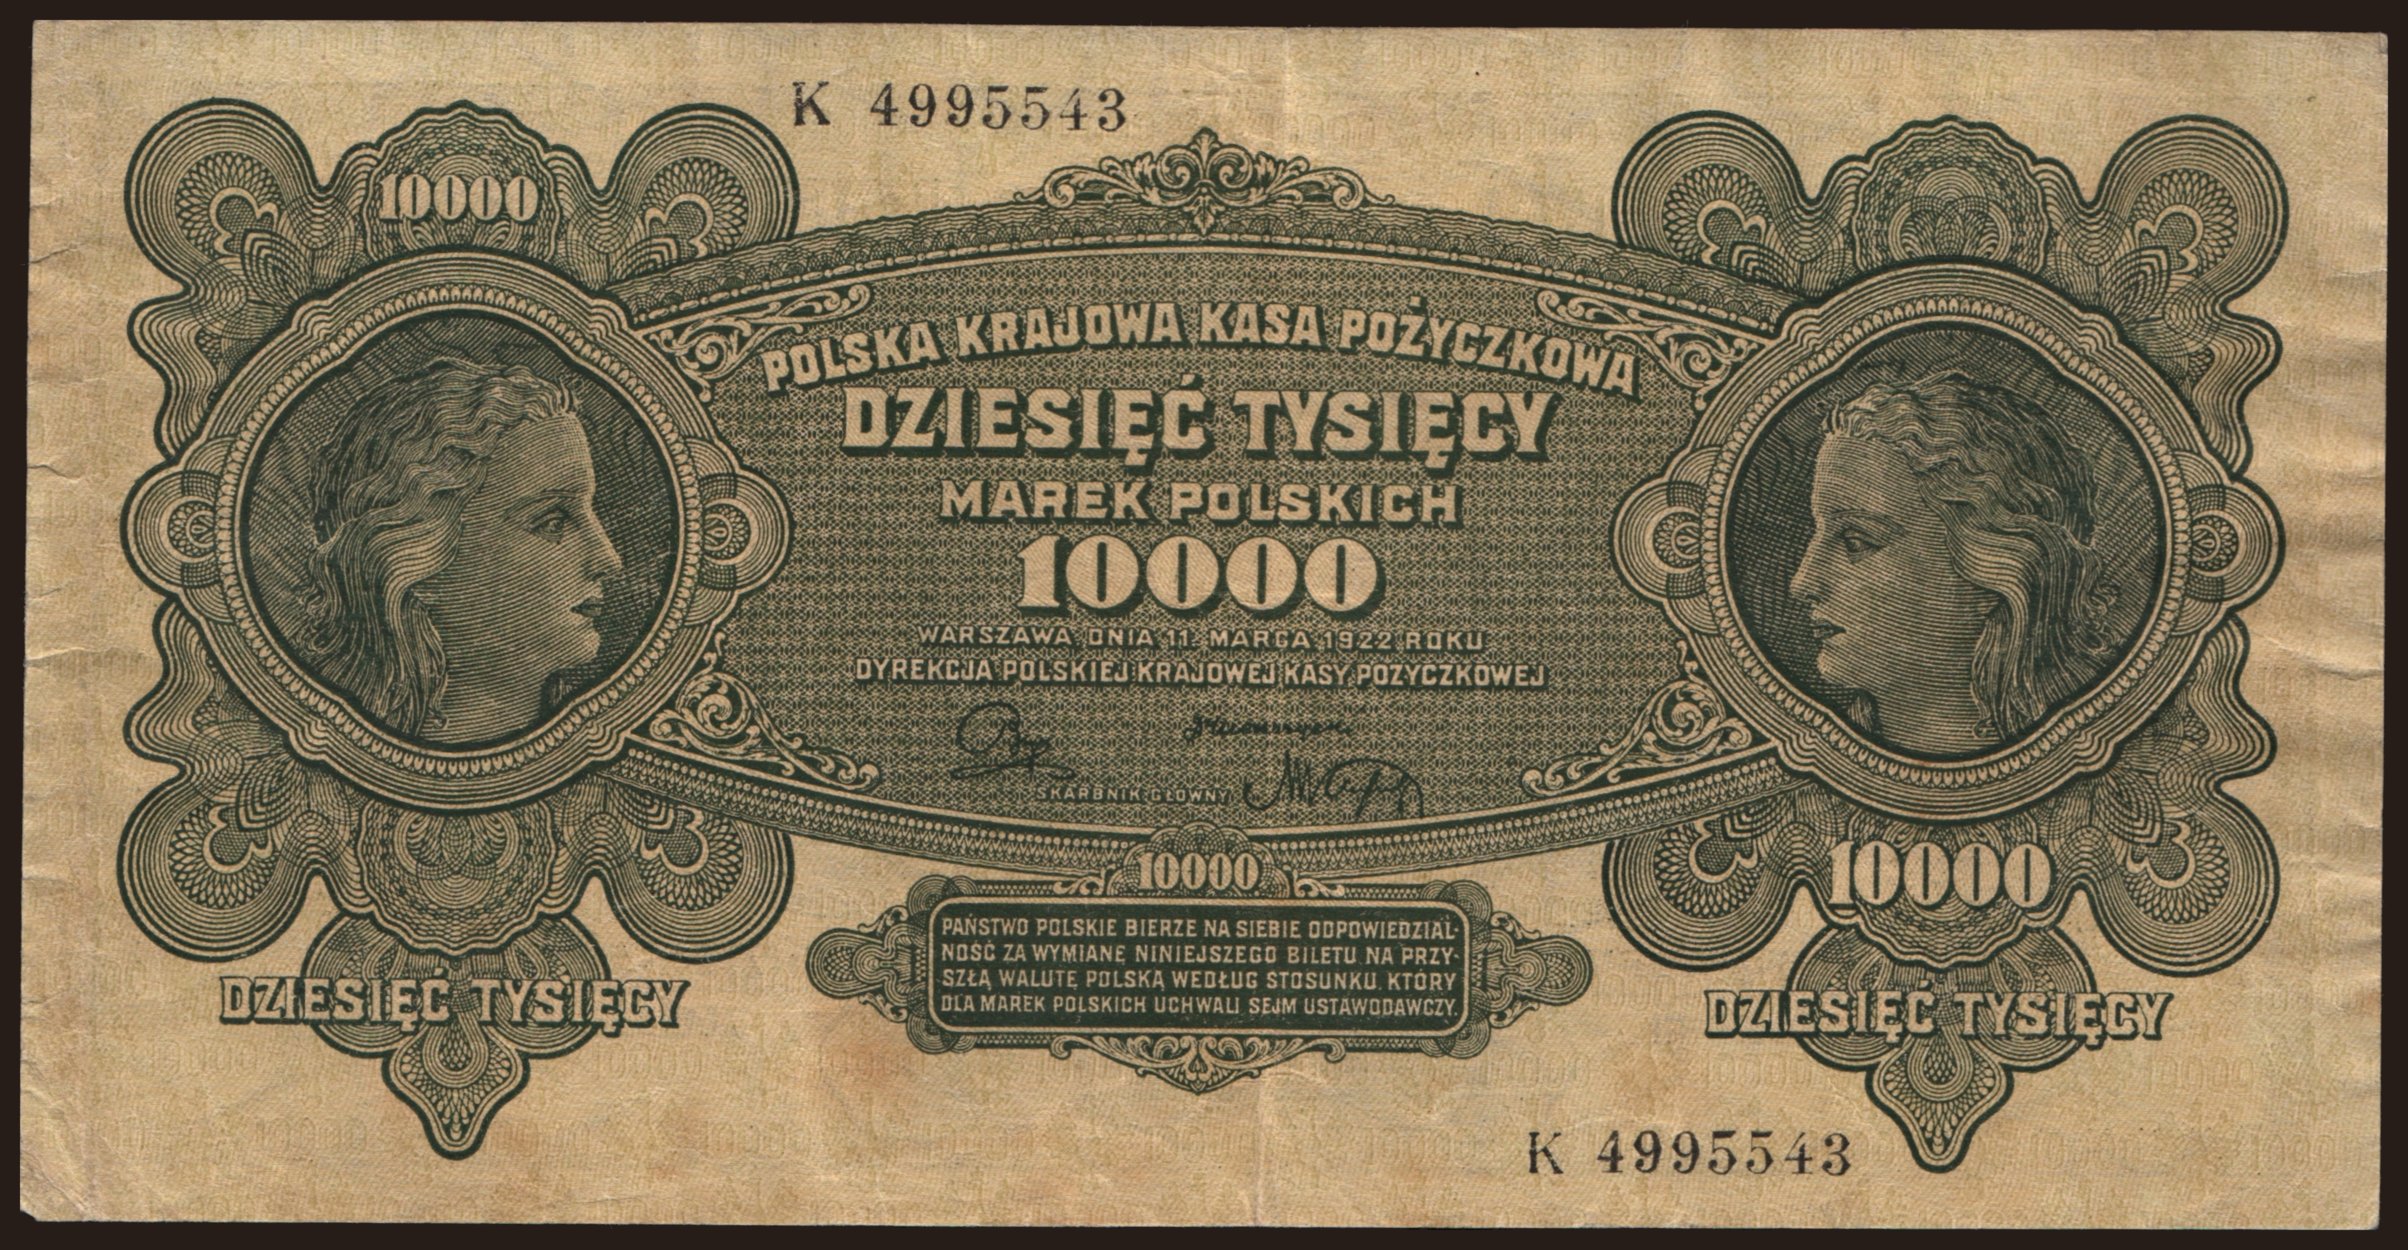 K 4995543
10000
POLSKA KRAJOWA KASA POŻYCZKOWA
DZIESIĘĆ TYSIĘCY
MAREK POLSKICH
10000
WARSZAWA DNIA 11. MARCA 1922 ROKU
DYREKCJA POLSKIEJ KRAJOWEJ KASY POŻYCZKOWEJ
SKARBNIK GŁÓWNY
10000
10000
PAŃSTWO POLSKIE BIERZE NA SIEBIE ODPOWIEDZIAL-
NOŚĆ ZA WYMIANĘ NINIEJSZEGO BILETU NA PRZY-
SZŁĄ WALUTĘ POLSKĄ WEDŁUG STOSUNKU, KTÓRY
DLA MAREK POLSKICH UCHWALI SEJM USTAWODAWCZY.
DZIESIĘĆ TYSIĘCY
DZIESIĘĆ TYSIĘCY
K 4995543